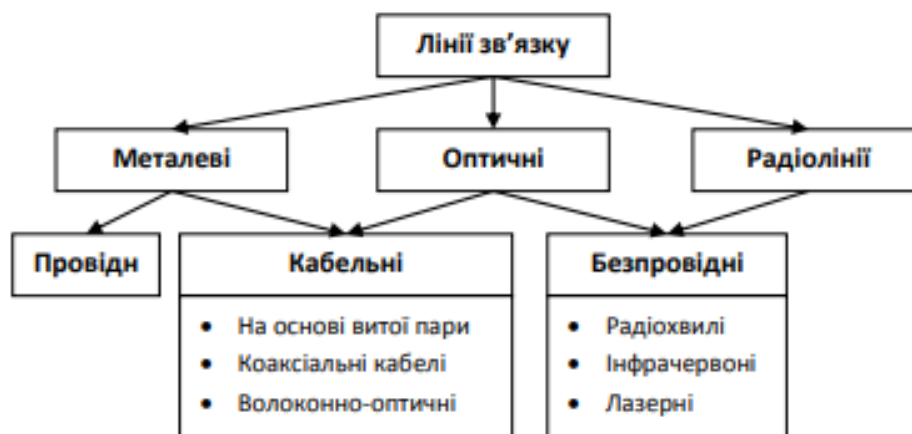 Лінії зв’язку
Металеві
Оптичні
Радіолінії
Провідн
Кабельні
Безпровідні
• На основі витої пари
• Коаксіальні кабелі
• Волоконно-оптичні
• Радіохвилі
• Інфрачервоні
• Лазерні